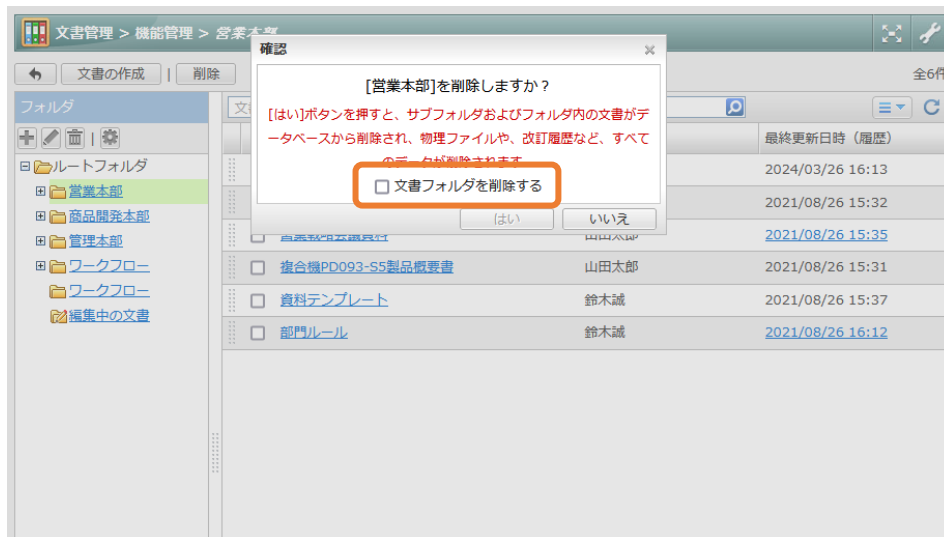 文書管理 > 機能管理 > 営業本部
確認
文書の作成 | 削除
全6件
[営業本部]を削除しますか？
[はい]ボタンを押すと、サブフォルダおよびフォルダ内の文書がデ
ータベースから削除され、物理ファイルや、改訂履歴など、すべて
のデータが削除されます
文書フォルダを削除する
はい
いいえ
フォルダ
文
最終更新日時（履歴）
ルートフォルダ
2024/03/26 16:13
営業本部
2021/08/26 15:32
商品開発本部
営業戦略会議資料 山田太郎 2021/08/26 15:35
管理本部
ワークフロー
複合機PD093-S5製品概要書 山田太郎 2021/08/26 15:31
ワークフロー
資料テンプレート 鈴木誠 2021/08/26 15:37
編集中の文書
部門ルール 鈴木誠 2021/08/26 16:12